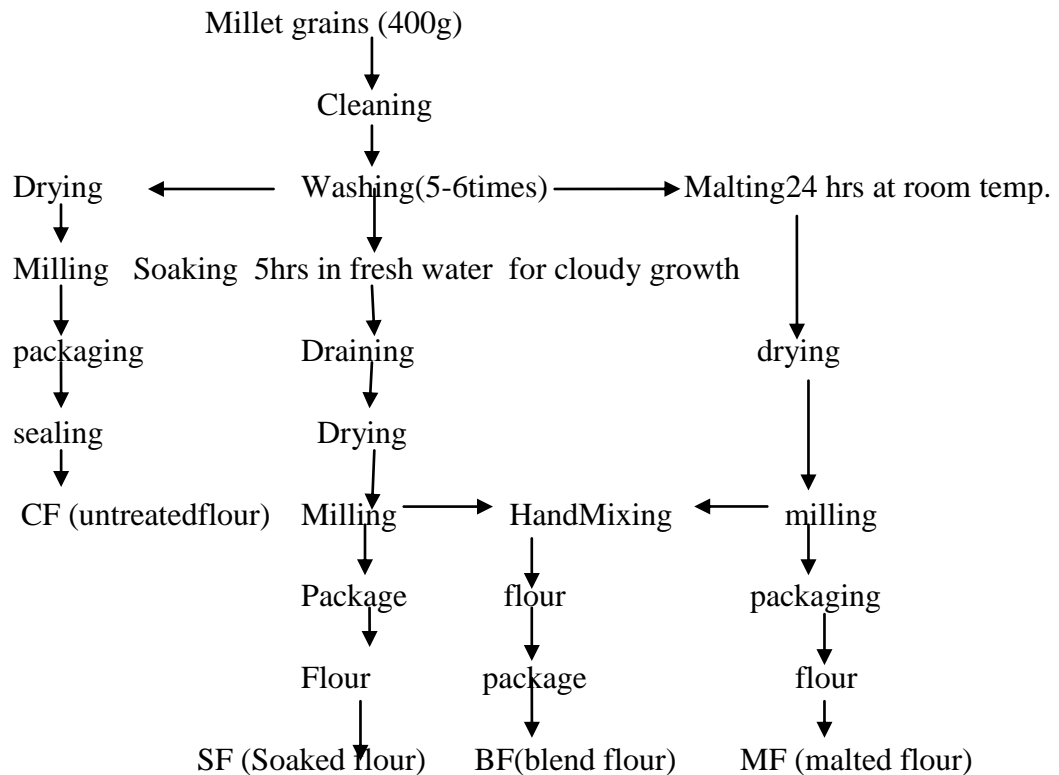 Millet grains (400g)
Cleaning
Drying Washing(5-6times) Malting24 hrs at room temp.
Milling Soaking 5hrs in fresh water for cloudy growth
packaging Draining drying
sealing Drying
CF (untreatedflour) Milling HandMixing milling
Package flour packaging
Flour package flour
SF (Soaked flour) BF(blend flour) MF (malted flour)